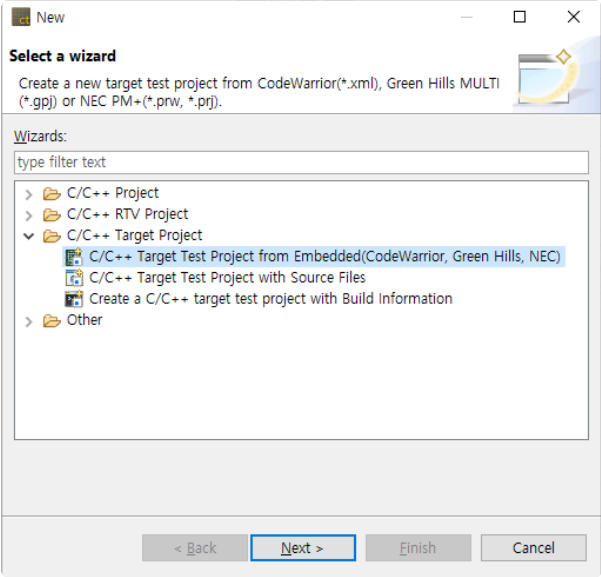 ct New
Select a wizard
Create a new target test project from CodeWarrior(*.xml), Green Hills MULTI
(*.gpj) or NEC PM+(*.prw, *.prj).
Wizards:
type filter text
C/C++ Project
C/C++ RTV Project
C/C++ Target Project
C/C++ Target Test Project from Embedded(CodeWarrior, Green Hills, NEC)
C/C++ Target Test Project with Source Files
Create a C/C++ target test project with Build Information
Other
< Back Next > Finish Cancel